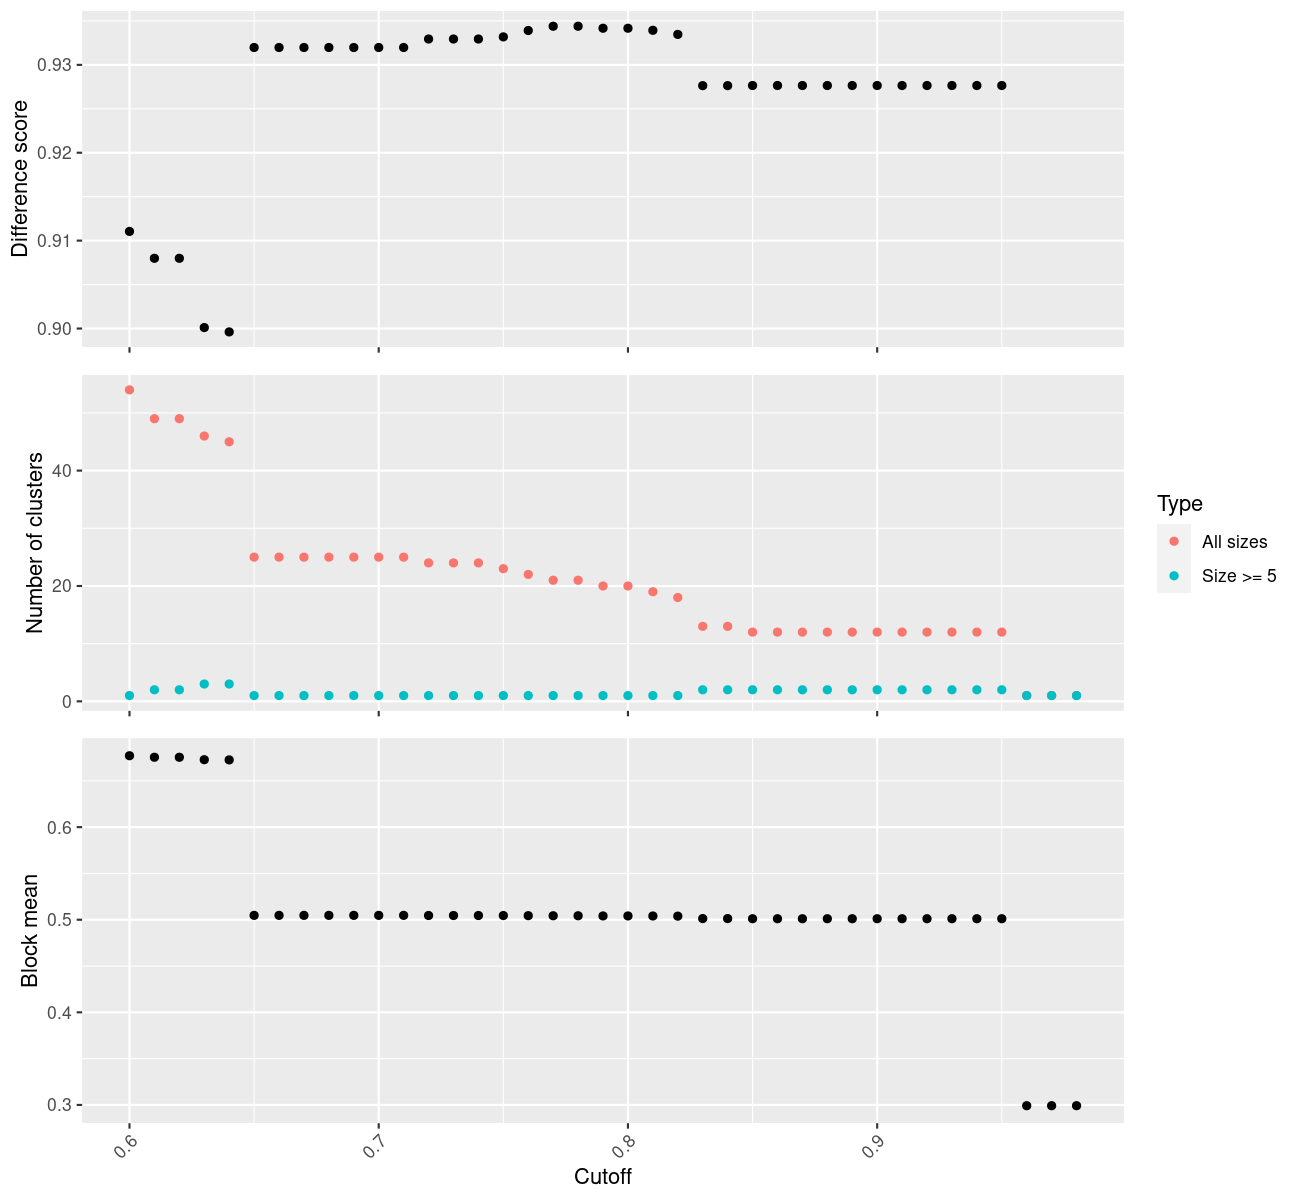 Difference score
0.93
0.92
0.91
0.90
Number of clusters
40
20
0
Type
All sizes
Size >= 5
Block mean
0.6
0.5
0.4
0.3
0.6 0.7 0.8 0.9
Cutoff